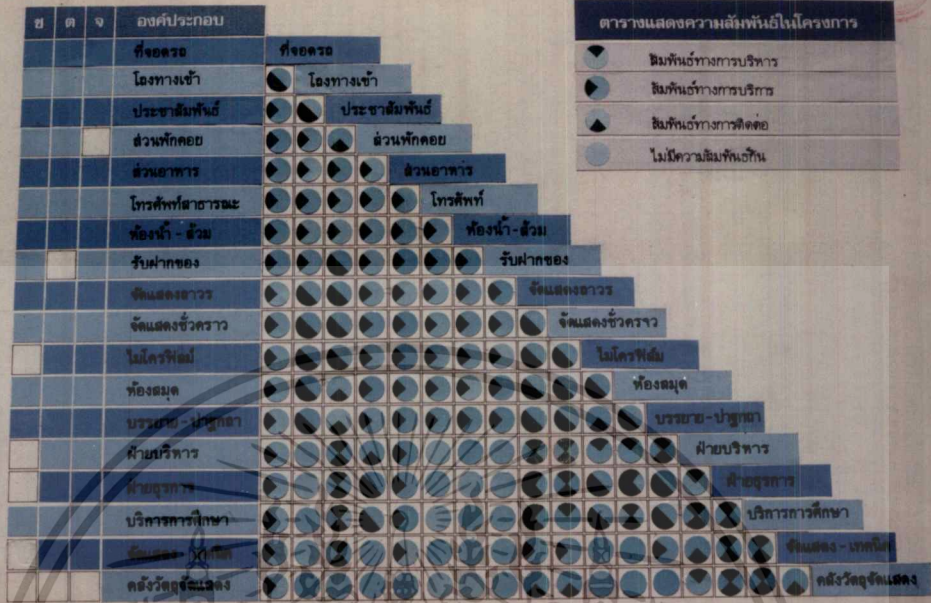 ช ต จ องค์ประกอบ
ตารางแสดงความสัมพันธ์ในโครงการ
สัมพันธ์ทางการบริหาร
สัมพันธ์ทางการบริการ
สัมพันธ์ทางการติดต่อ
ไม่มีความสัมพันธ์กัน
ที่จอดรถ ที่จอดรถ
โถงทางเข้า โถงทางเข้า
ประชาสัมพันธ์ ประชาสัมพันธ์
ส่วนพักคอย ส่วนพักคอย
ส่วนอาหาร ส่วนอาหาร
โทรศัพท์สาธารณะ โทรศัพท์
ห้องน้ำ - ส้วม ห้องน้ำ - ส้วม
รับฝากของ รับฝากของ
จัดแสดงถาวร จัดแสดงถาวร
จัดแสดงชั่วคราว จัดแสดงชั่วคราว
ไมโครฟิล์ม ไมโครฟิล์ม
ห้องสมุด ห้องสมุด
บรรยาย - ปาฐกถา บรรยาย - ปาฐกถา
ฝ่ายบริหาร ฝ่ายบริหาร
ฝ่ายธุรการ ฝ่ายธุรการ
บริการการศึกษา บริการการศึกษา
จัดแสดง - เทคนิค จัดแสดง - เทคนิค
คลังวัตถุจัดแสดง คลังวัตถุจัดแสดง